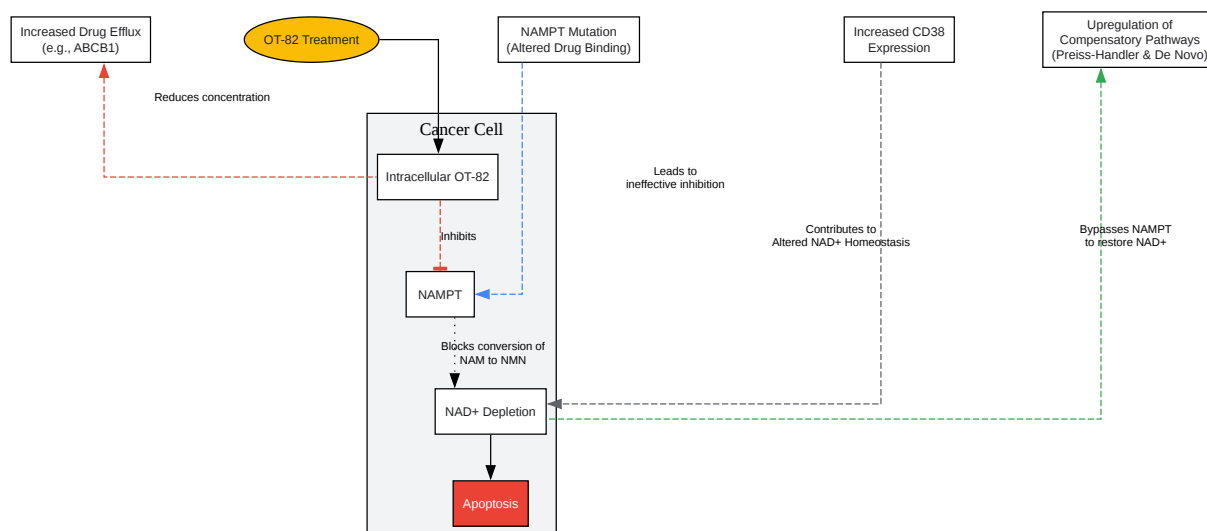 Increased Drug Efflux
(e.g., ABCB1)
OT-82 Treatment
NAMPT Mutation
(Altered Drug Binding)
Increased CD38
Expression
Upregulation of
Compensatory Pathways
(Preiss-Handler & De Novo)
Reduces concentration
Cancer Cell
Intracellular OT-82
Leads to
ineffective inhibition
Inhibits
Contributes to
Altered NAD+ Homeostasis
Bypasses NAMPT
to restore NAD+
NAMPT
Blocks conversion of
NAM to NMN
NAD+ Depletion
Apoptosis